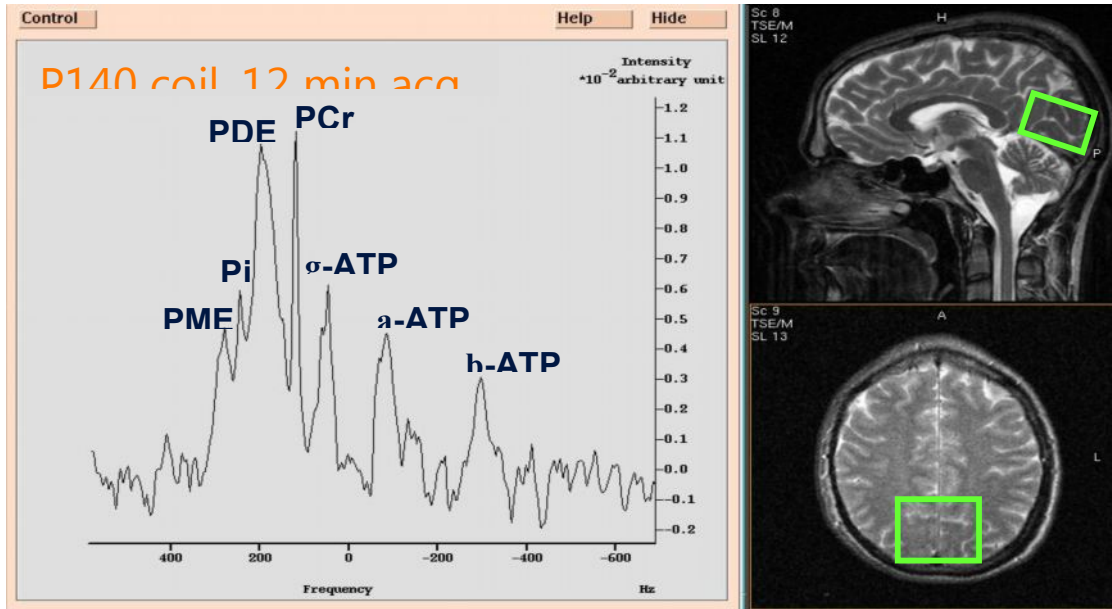 Control
Help
Hide
P140 coil, 12 min acq
Intensity
*10-2 arbitrary unit
PCr
PDE
Pi
PME
σ-ATP
a-ATP
b-ATP
1.2
1.1
1.0
0.9
0.8
0.7
0.6
0.5
0.4
0.3
0.2
0.1
0.0
-0.1
-0.2
400
200
0
-200
-400
-600
Frequency
Hz
Sc 8
TSE/M
SL 12
H
P
Sc 9
TSE/M
SL 13
A
L